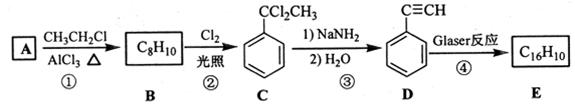 A
CH₃CH₂Cl
AlCl₃ △
①
C₈H₁₀
Cl₂
光照
②
CCl₂CH₃
1) NaNH₂
2) H₂O
③
C≡CH
Glaser反应
④
C₁₆H₁₀
B
C
D
E